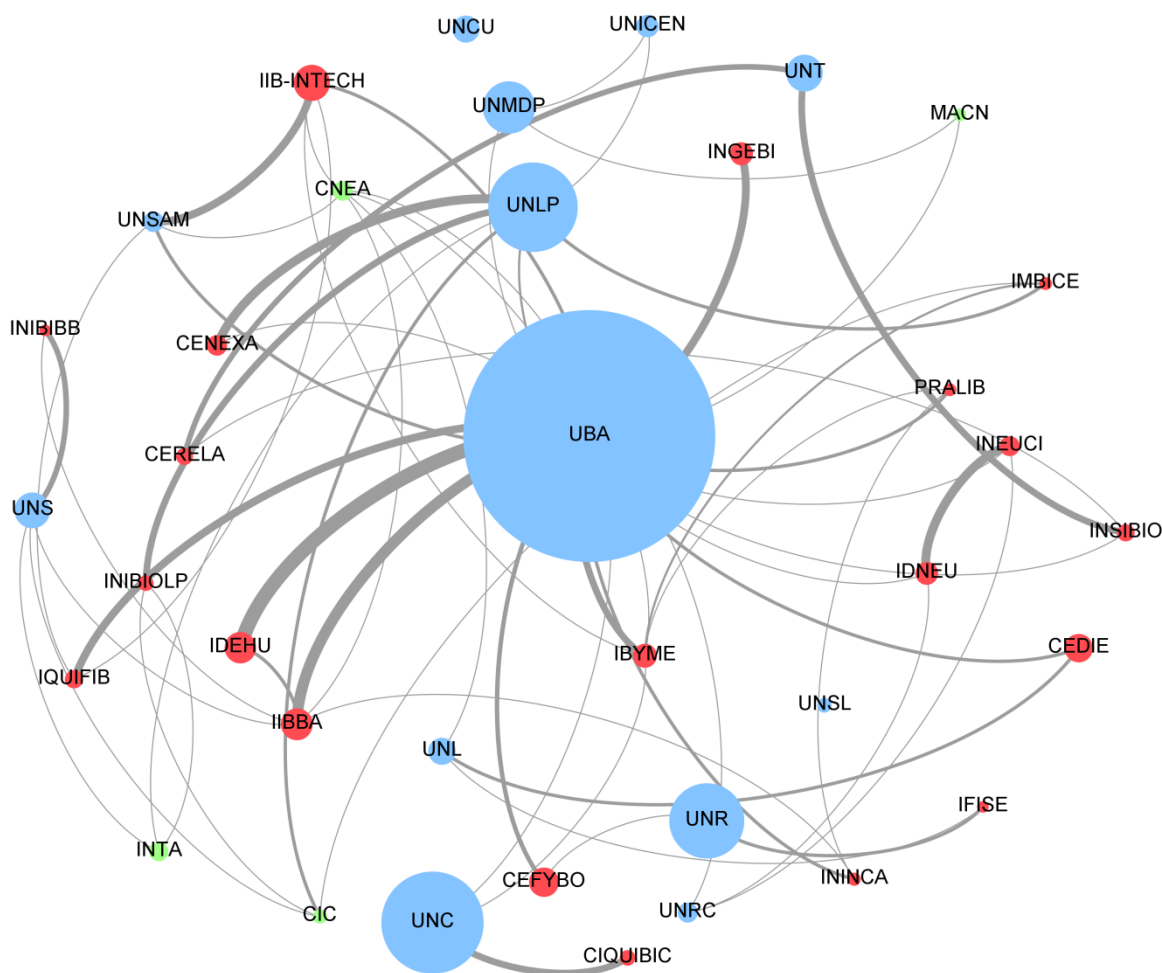 UNCU
UNICEN
UNT
IIB-INTECH
UNMDP
MACN
INGEBI
CNEA
UNLP
UNSAM
IMBICE
INIBIBB
CENEXA
PRALIB
UBA
INEUCI
CERELA
UNS
INSIBIO
INIBIOLP
IDNEU
IDEHU
IBYME
CEDIE
IQUIFIB
UNSL
IIBBA
UNL
IFISE
UNR
INTA
CEFYBO
ININCA
CIC
UNC
UNRC
CIQUIBIC